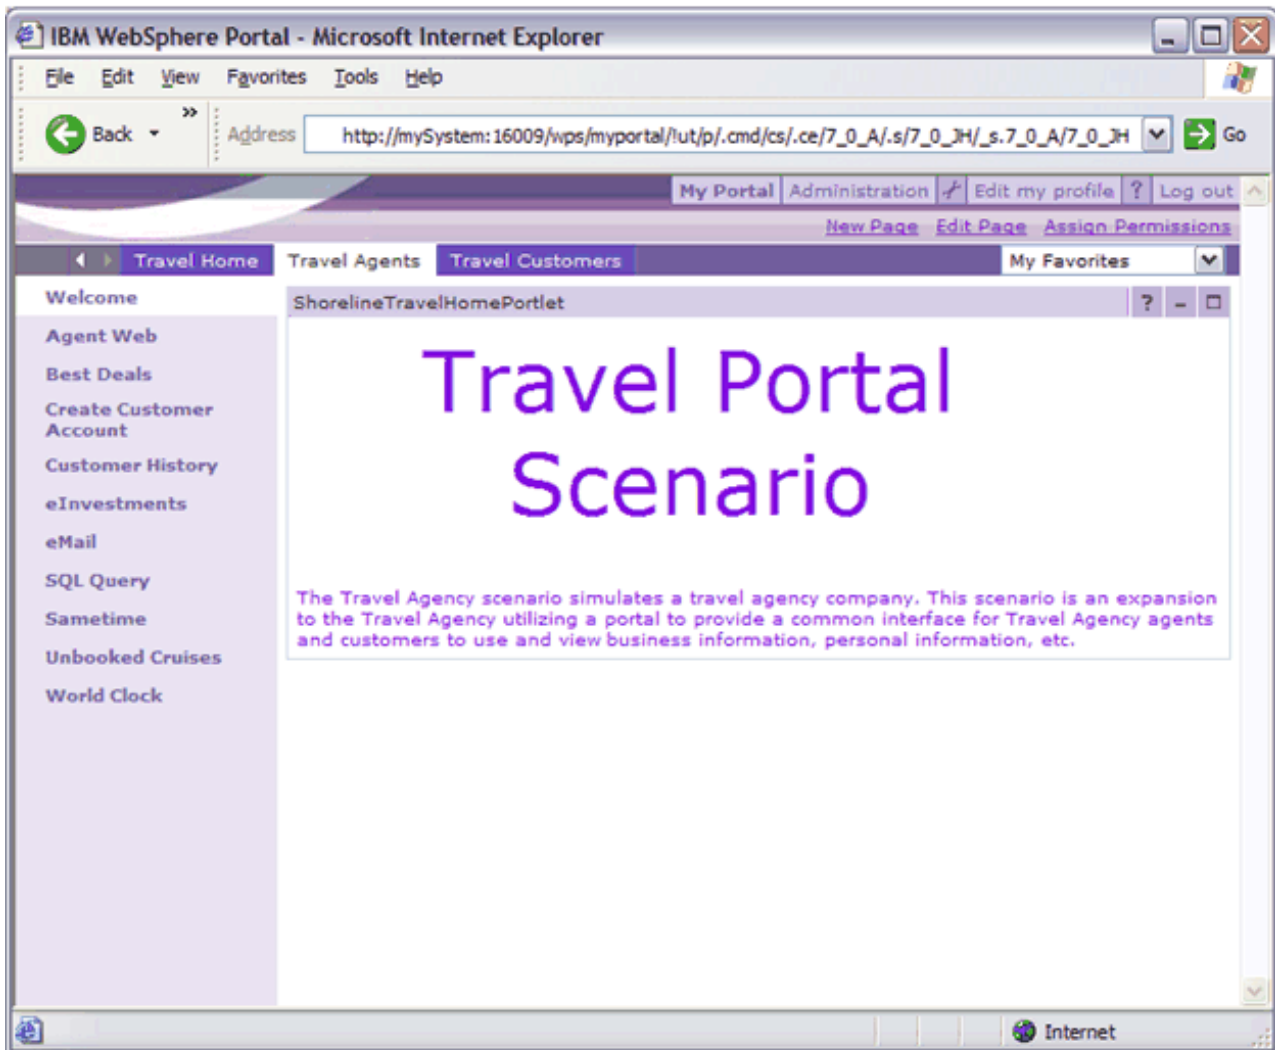 IBM WebSphere Portal - Microsoft Internet Explorer
File Edit View Favorites Tools Help
Back » Address http://mySystem:16009/wps/myportal/!ut/p/.cmd/cs/.ce/7_0_A/.s/7_0_JH/_s.7_0_A/7_0_JH Go
My Portal Administration Edit my profile ? Log out
New Page Edit Page Assign Permissions
Travel Home Travel Agents Travel Customers My Favorites
Welcome
Agent Web
Best Deals
Create Customer
Account
Customer History
eInvestments
eMail
SQL Query
Sametime
Unbooked Cruises
World Clock
ShorelineTravelHomePortlet ?
Travel Portal
Scenario
The Travel Agency scenario simulates a travel agency company. This scenario is an expansion
to the Travel Agency utilizing a portal to provide a common interface for Travel Agency agents
and customers to use and view business information, personal information, etc.
Internet